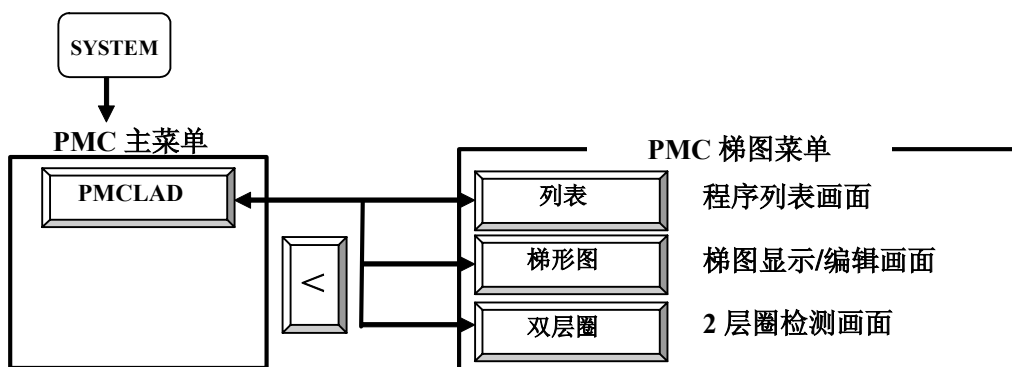 SYSTEM
PMC 主菜单
PMC 梯图菜单
PMCLAD
列表
程序列表画面
<
梯形图
梯图显示/编辑画面
双层圈
2 层圈检测画面